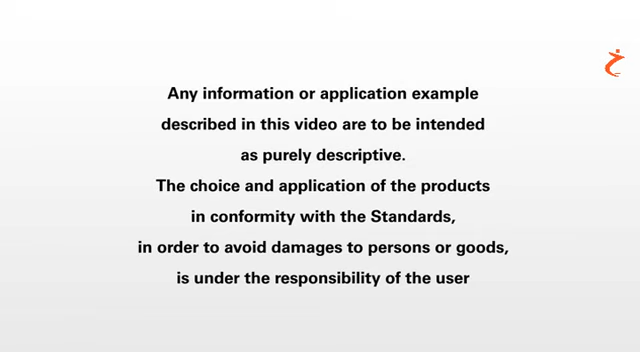 Any information or application example
described in this video are to be intended
as purely descriptive.
The choice and application of the products
in conformity with the Standards,
in order to avoid damages to persons or goods,
is under the responsibility of the user